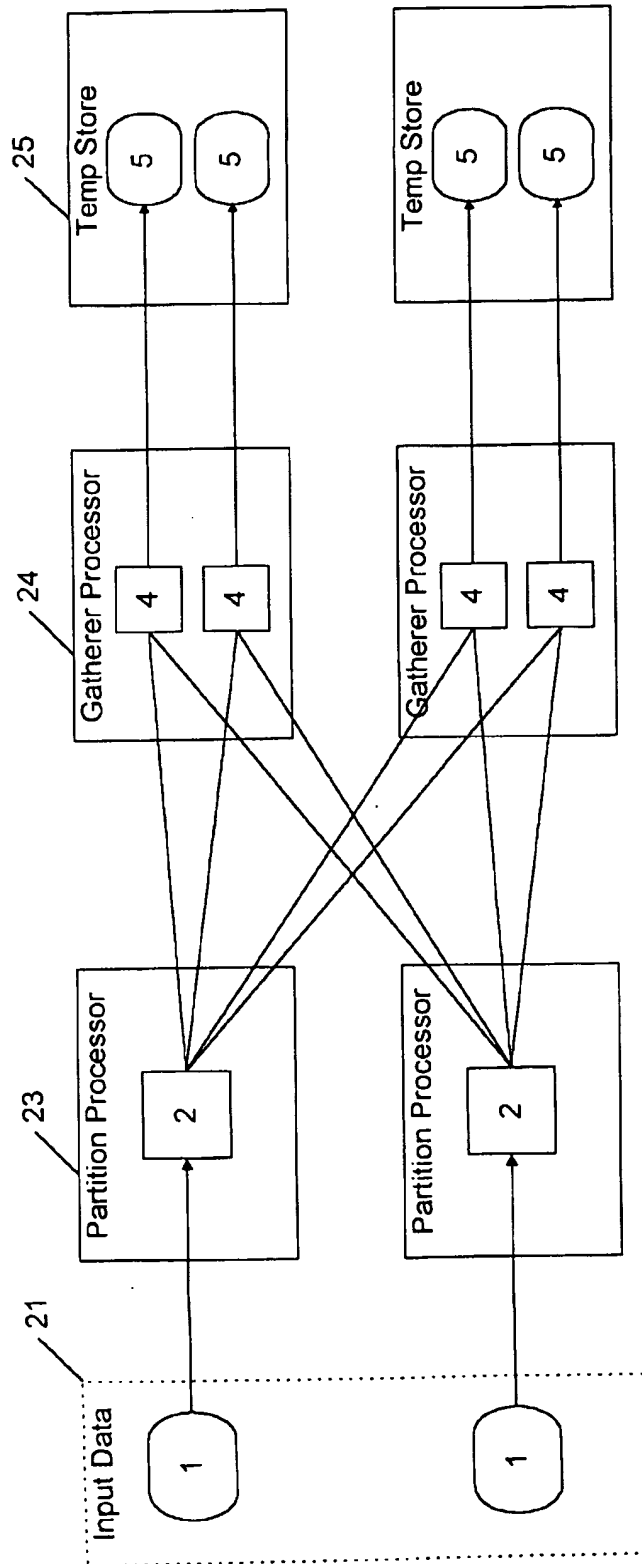 21
Input Data
1
1
23
Partition Processor
2
Partition Processor
2
24
Gatherer Processor
4
4
Gatherer Processor
4
4
25
Temp Store
5
5
Temp Store
5
5